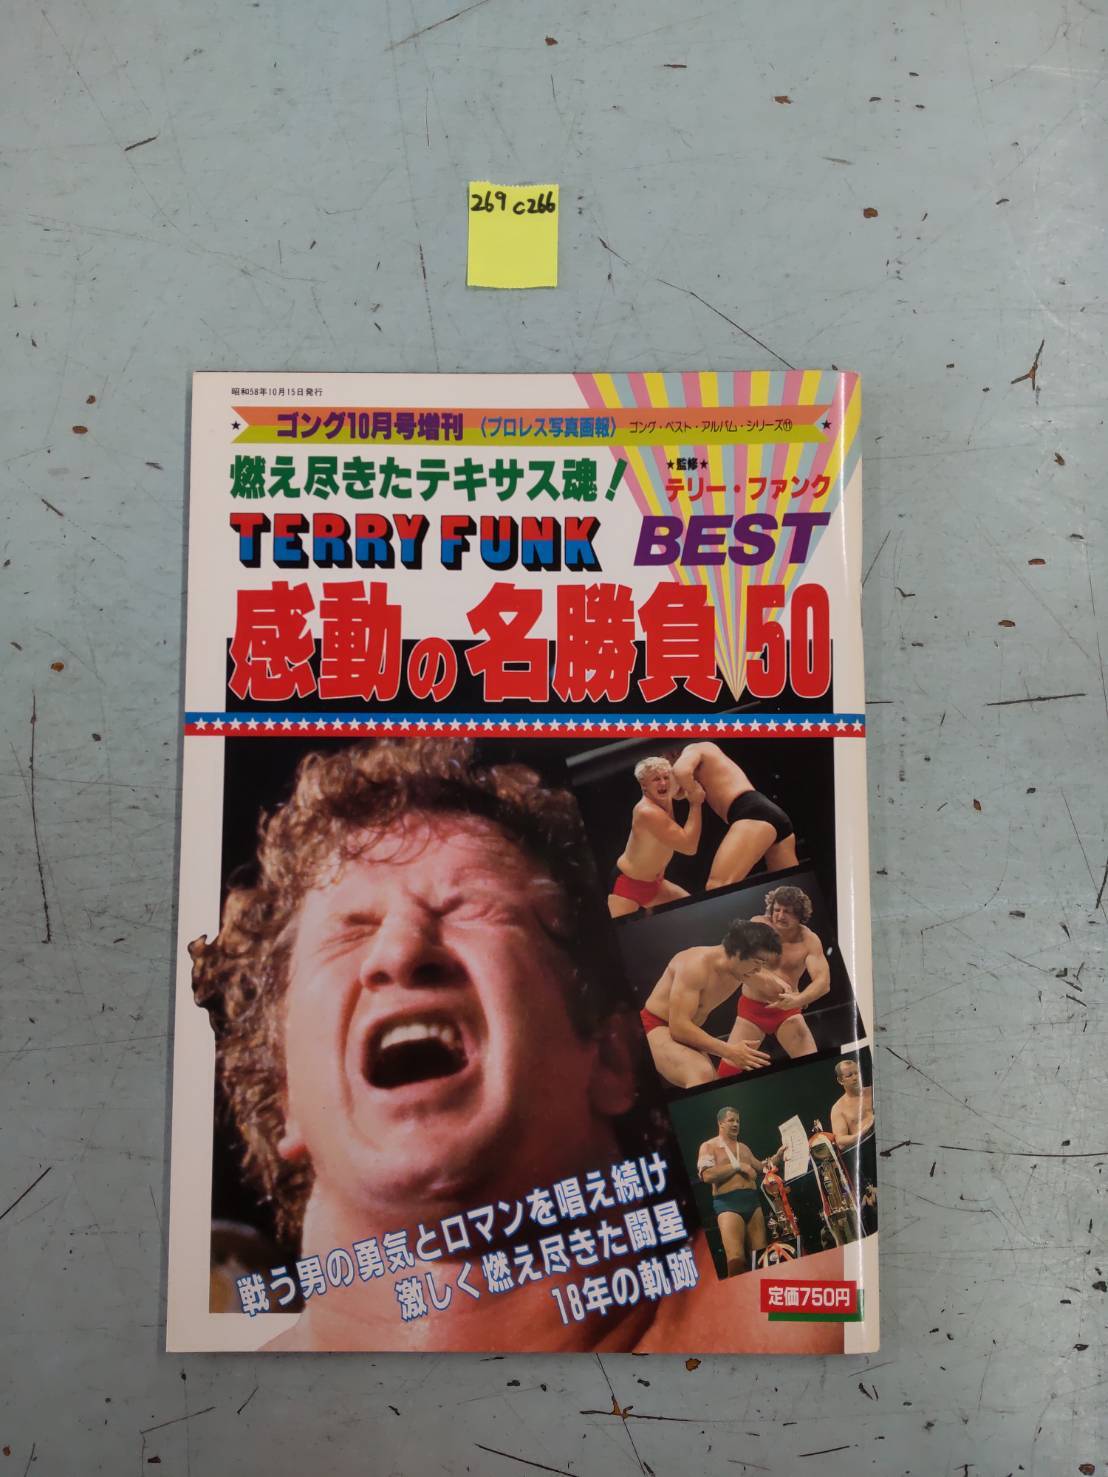 269 C266
昭和58年10月15日発行
★ ゴング10月号増刊 〈プロレス写真画報〉 ゴング・ベスト・アルバム・シリーズ⑪ ★
燃え尽きたテキサス魂!
★監修★
テリー・ファンク
TERRY FUNK BEST
感動の名勝負50
戦う男の勇気とロマンを唱え続け
激しく燃え尽きた闘星
18年の軌跡
定価750円